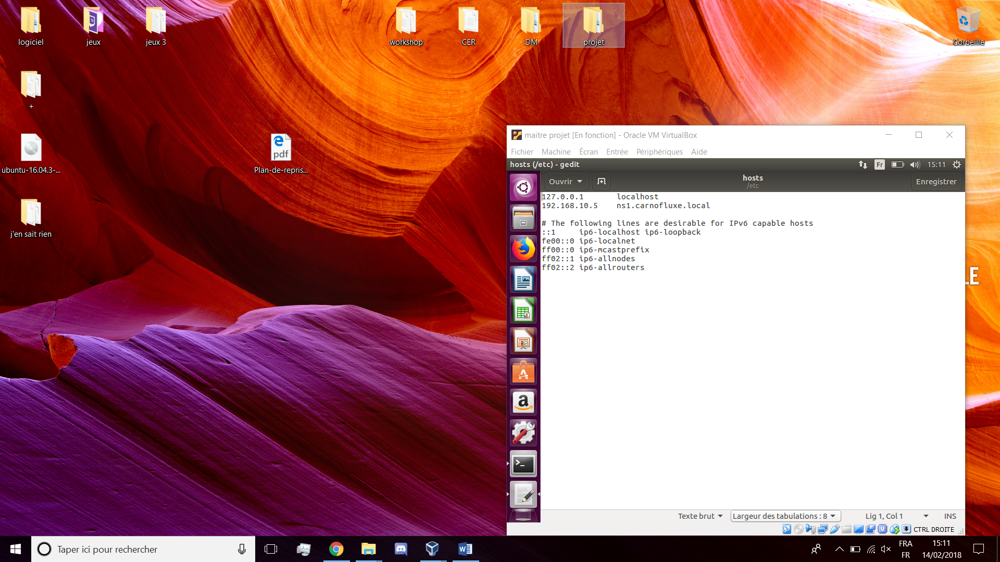 logiciel
jeux
jeux 3
workshop
CER
DM
projet
Corbeille
+
ubuntu-16.04.3-...
pdf
Plan-de-repris...
j'en sait rien
maitre projet [En fonction] - Oracle VM VirtualBox
Fichier Machine Écran Entrée Périphériques Aide
hosts (/etc) - gedit
Fr
15:11
Ouvrir
hosts
/etc
Enregistrer
127.0.0.1 localhost
192.168.10.5 ns1.carnofluxe.local
# The following lines are desirable for IPv6 capable hosts
::1 ip6-localhost ip6-loopback
fe00::0 ip6-localnet
ff00::0 ip6-mcastprefix
ff02::1 ip6-allnodes
ff02::2 ip6-allrouters
Texte brut
Largeur des tabulations : 8
Lig 1, Col 1
INS
CTRL DROITE
Taper ici pour rechercher
FRA
FR
15:11
14/02/2018